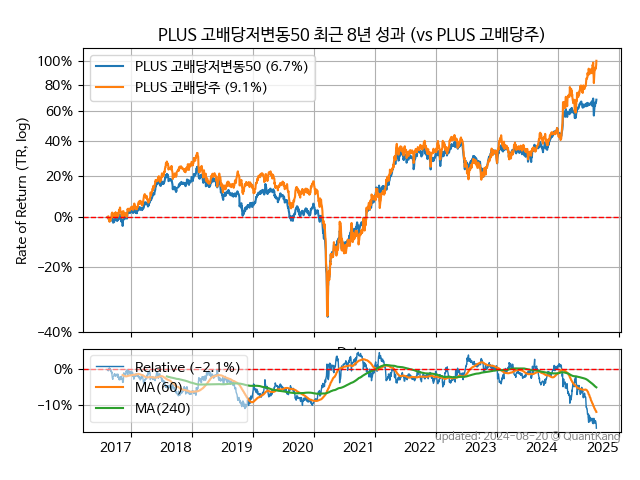 PLUS 고배당저변동50 최근 8년 성과 (vs PLUS 고배당주)
Rate of Return (TR, log)
100%
80%
60%
40%
20%
0%
−20%
−40%
PLUS 고배당저변동50 (6.7%)
PLUS 고배당주 (9.1%)
0%
−10%
Relative (−2.1%)
MA(60)
MA(240)
2017 2018 2019 2020 2021 2022 2023 2024 2025
updated: 2024-08-20 © QuantKang